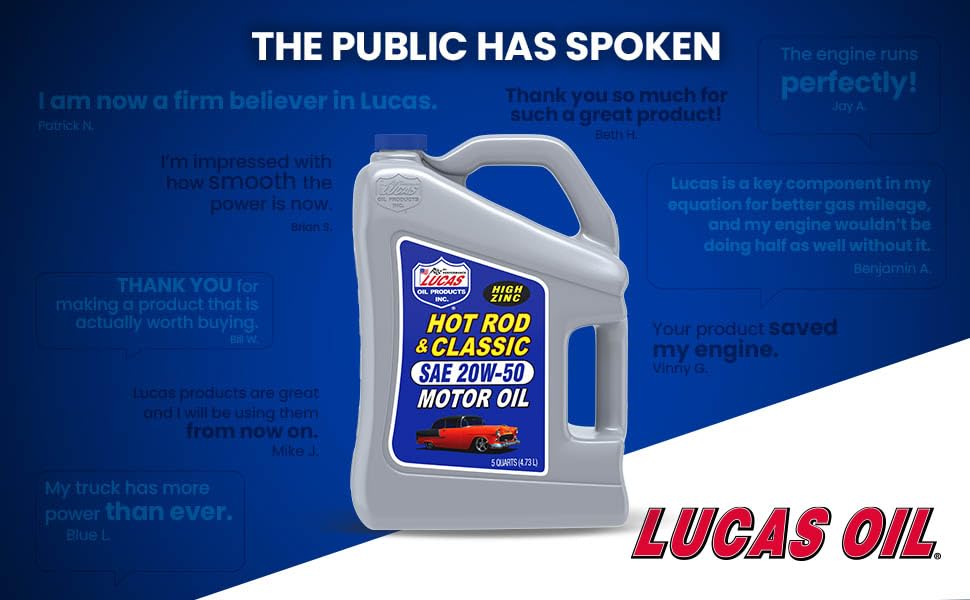 THE PUBLIC HAS SPOKEN
The engine runs
perfectly!
Jay A.
I am now a firm believer in Lucas.
Patrick N.
Thank you so much for
such a great product!
Beth H.
I'm impressed with
how smooth the
power is now.
Brian S.
Lucas is a key component in my
equation for better gas mileage,
and my engine wouldn't be
doing half as well without it.
Benjamin A.
THANK YOU for
making a product that is
actually worth buying.
Bill W.
Your product saved
my engine.
Vinny G.
Lucas products are great
and I will be using them
from now on.
Mike J.
My truck has more
power than ever.
Blue L.
LUCAS
OIL PRODUCTS
INC.
HIGH PERFORMANCE
LUCAS
OIL PRODUCTS
INC.
HIGH
ZINC
HOT ROD
& CLASSIC
SAE 20W-50
MOTOR OIL
5 QUARTS (4.73 L)
LUCAS OIL®